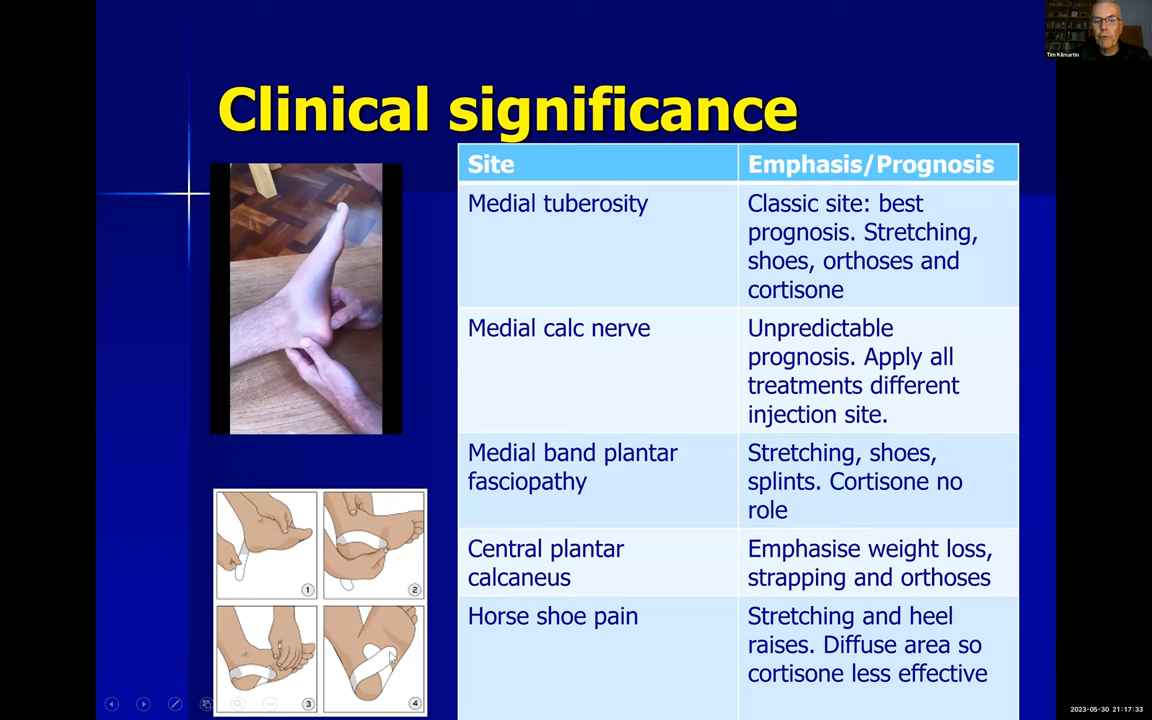 Tim Kilmartin
Clinical significance
Site
Emphasis/Prognosis
Medial tuberosity
Classic site: best
prognosis. Stretching,
shoes, orthoses and
cortisone
Medial calc nerve
Unpredictable
prognosis. Apply all
treatments different
injection site.
Medial band plantar
fasciopathy
Stretching, shoes,
splints. Cortisone no
role
Central plantar
calcaneus
Emphasise weight loss,
strapping and orthoses
Horse shoe pain
Stretching and heel
raises. Diffuse area so
cortisone less effective
1
2
3
4
2023-05-30 21:17:33